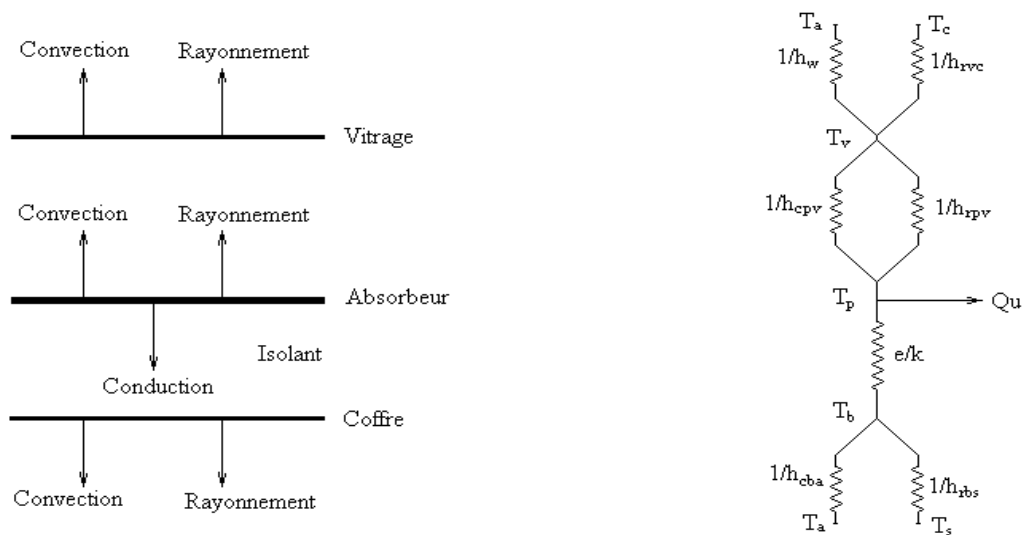 Convection
Rayonnement
Vitrage
Convection
Rayonnement
Absorbeur
Isolant
Conduction
Coffre
Convection
Rayonnement
Ta
Tc
1/hw
1/hrvc
Tv
1/hcpv
1/hrpv
Tp
Qu
e/k
Tb
1/hcba
1/hrbs
Ta
Ts